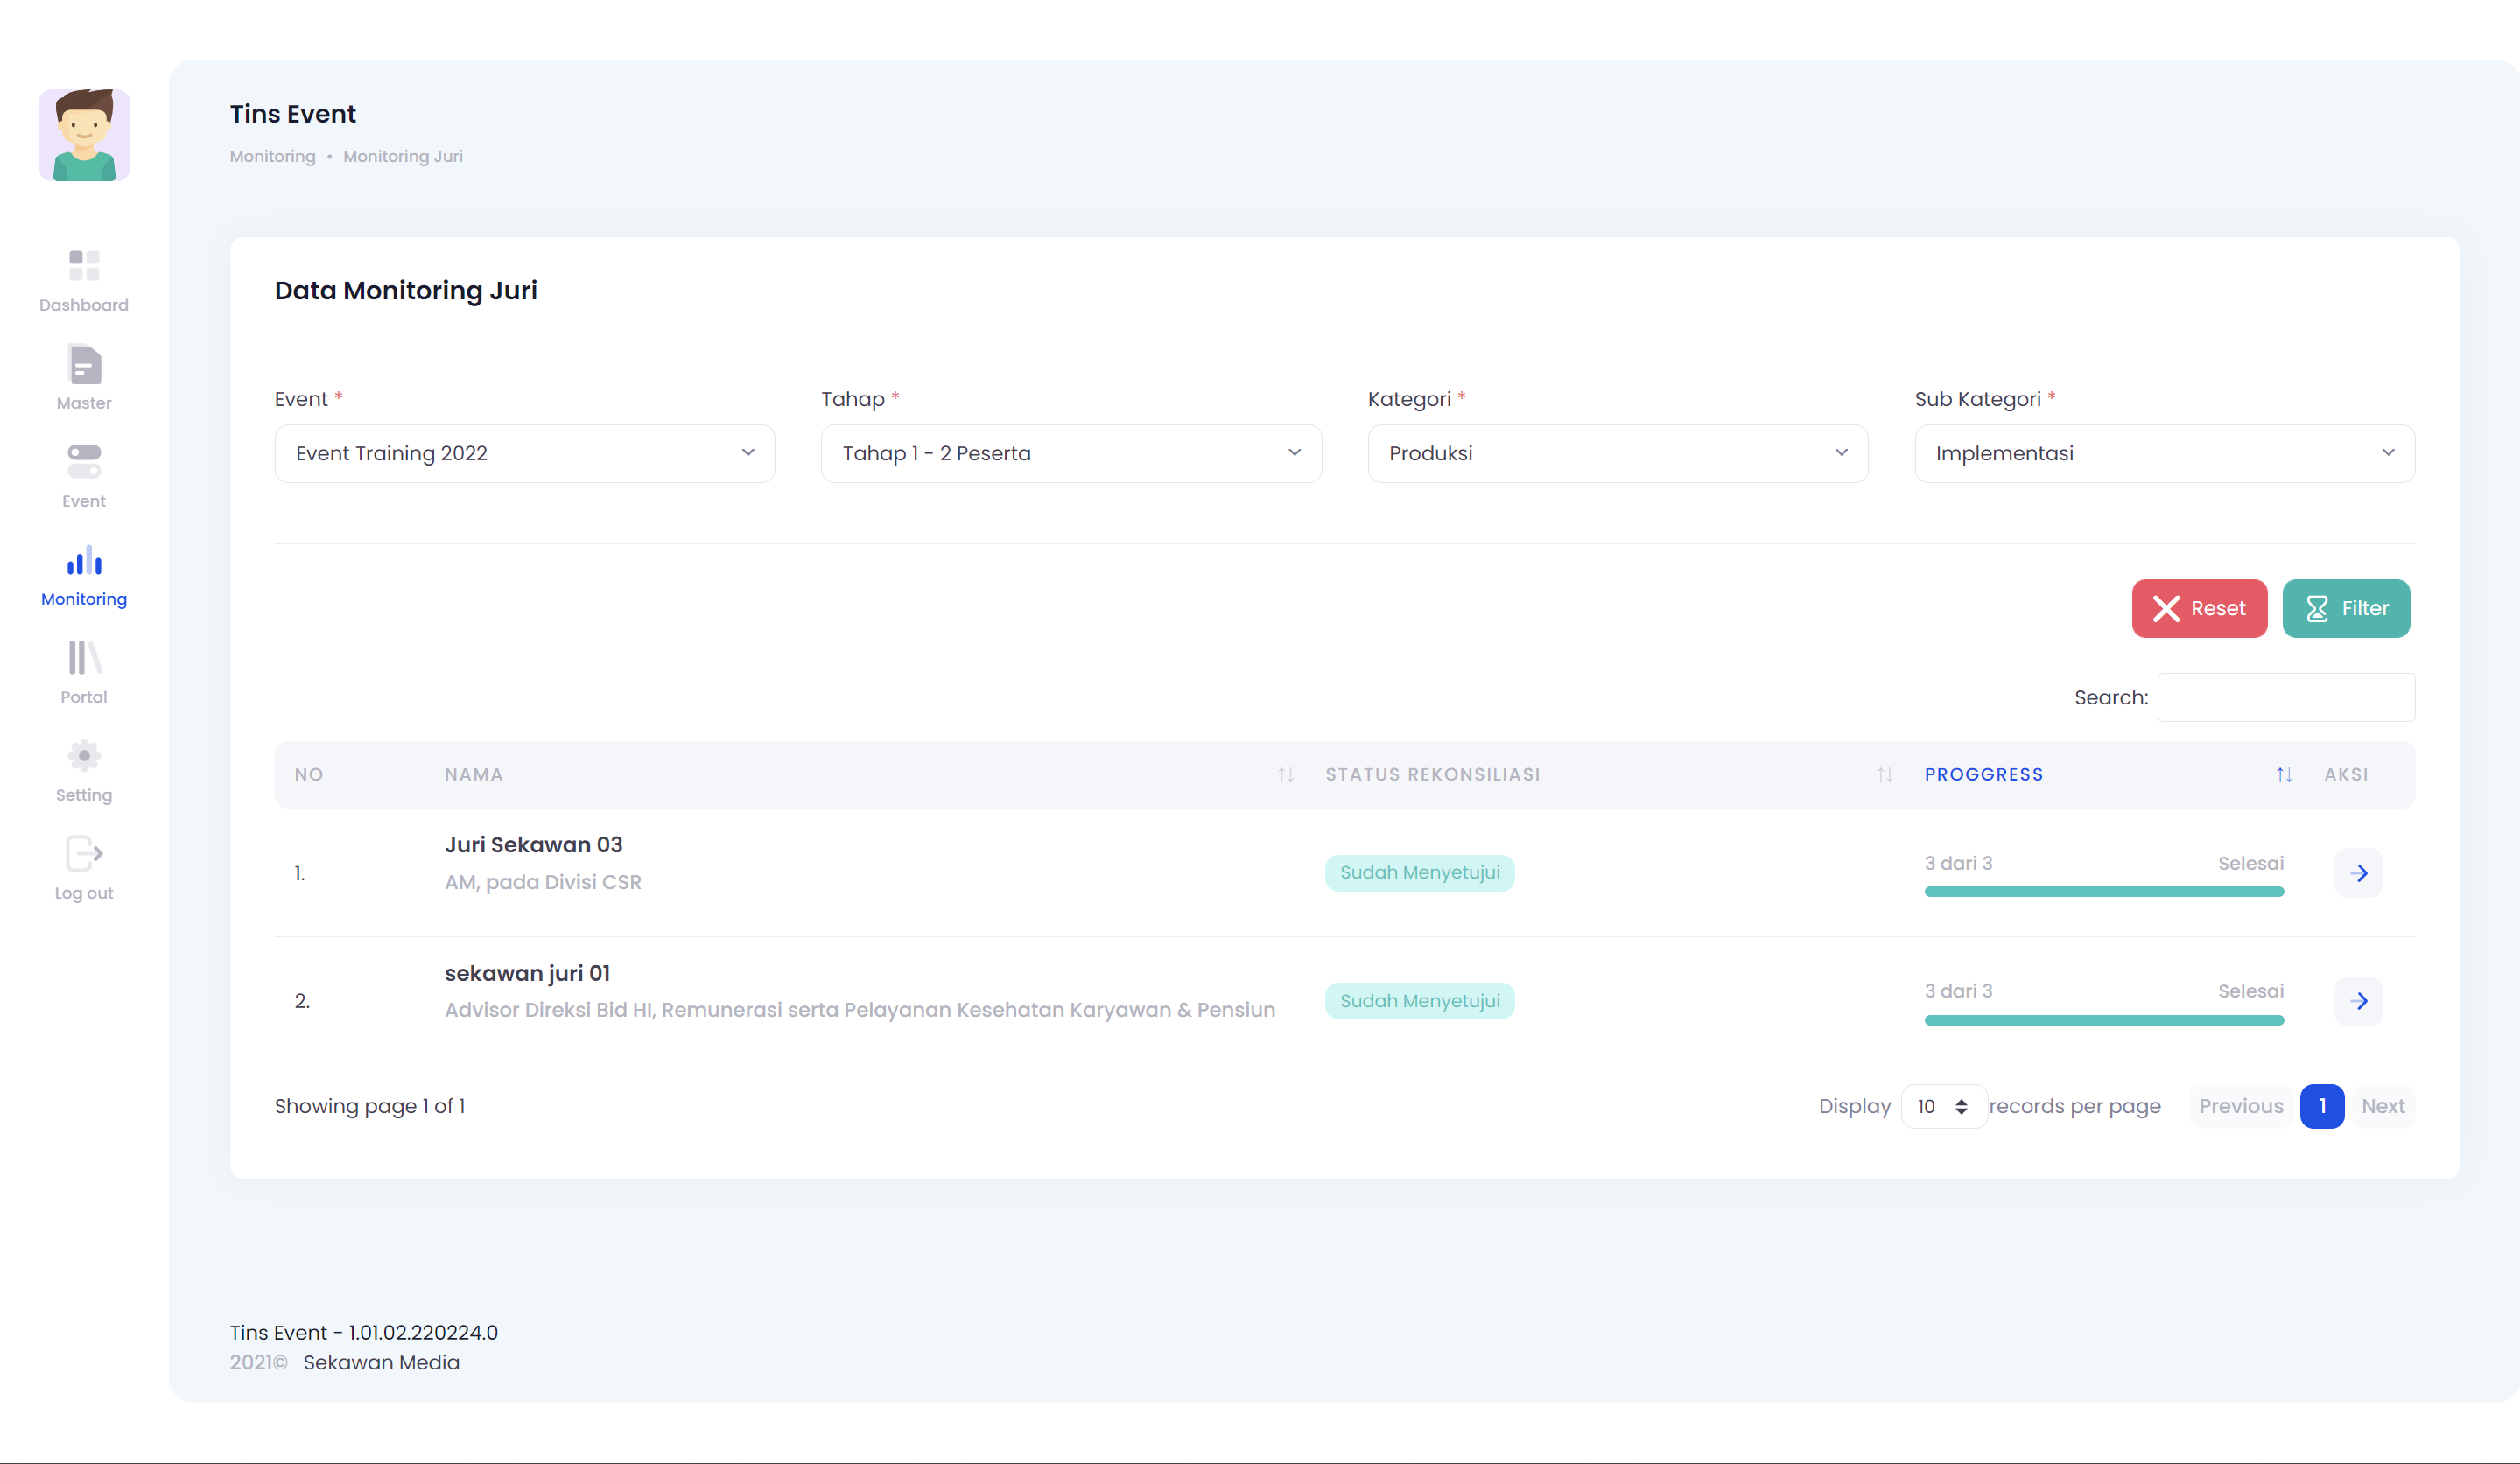 Tins Event
Monitoring • Monitoring Juri
Dashboard
Master
Event
Monitoring
Portal
Setting
Log out
Data Monitoring Juri
Event * Tahap * Kategori * Sub Kategori *
Event Training 2022 Tahap 1 - 2 Peserta Produksi Implementasi
Reset Filter
Search:
NO NAMA STATUS REKONSILIASI PROGGRESS AKSI
Juri Sekawan 03
1. AM, pada Divisi CSR Sudah Menyetujui 3 dari 3 Selesai
sekawan juri 01
2. Advisor Direksi Bid HI, Remunerasi serta Pelayanan Kesehatan Karyawan & Pensiun Sudah Menyetujui 3 dari 3 Selesai
Showing page 1 of 1 Display 10 records per page Previous 1 Next
Tins Event - 1.01.02.220224.0
2021© Sekawan Media